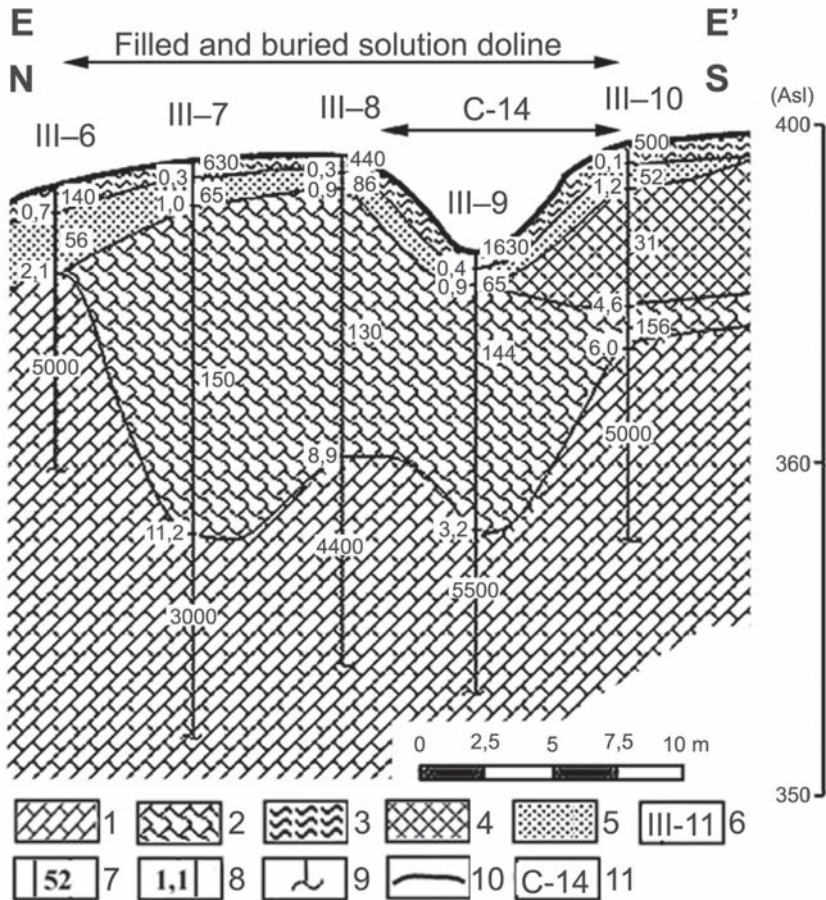 E E'
Filled and buried solution doline
N S
(Asl)
III–6 III–7 III–8 C-14 III–10
400
III–9
0,7 140 0,3 630 0,3 440 0,1 500
56 1,0 65 0,9 86 1,2 52
2,1 0,4 1630 31
0,9 65 4,6
130 144 6,0 156
5000 150 5000
8,9 360
11,2 3,2
4400 5500
3000
0 2,5 5 7,5 10 m
350
1 2 3 4 5 III-11 6
52 7 1,1 8 9 10 C-14 11